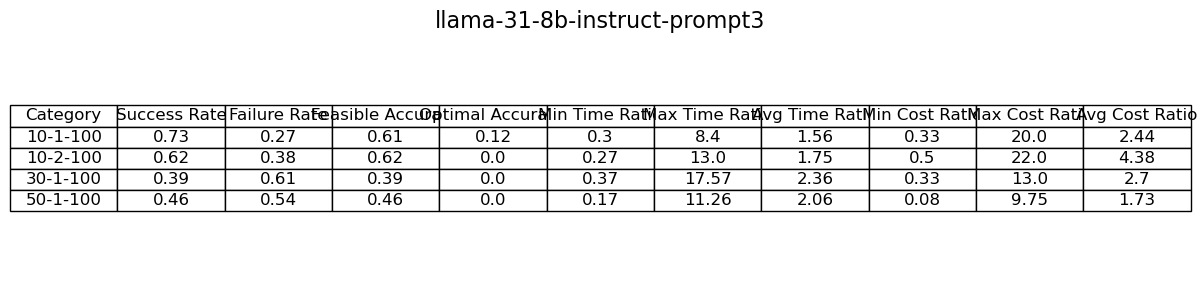 llama-31-8b-instruct-prompt3
Category Success Rate Failure Rate Feasible Accura Optimal Accura Min Time Rati Max Time Rati Avg Time Rati Min Cost Rati Max Cost Rati Avg Cost Ratio
10-1-100 0.73 0.27 0.61 0.12 0.3 8.4 1.56 0.33 20.0 2.44
10-2-100 0.62 0.38 0.62 0.0 0.27 13.0 1.75 0.5 22.0 4.38
30-1-100 0.39 0.61 0.39 0.0 0.37 17.57 2.36 0.33 13.0 2.7
50-1-100 0.46 0.54 0.46 0.0 0.17 11.26 2.06 0.08 9.75 1.73